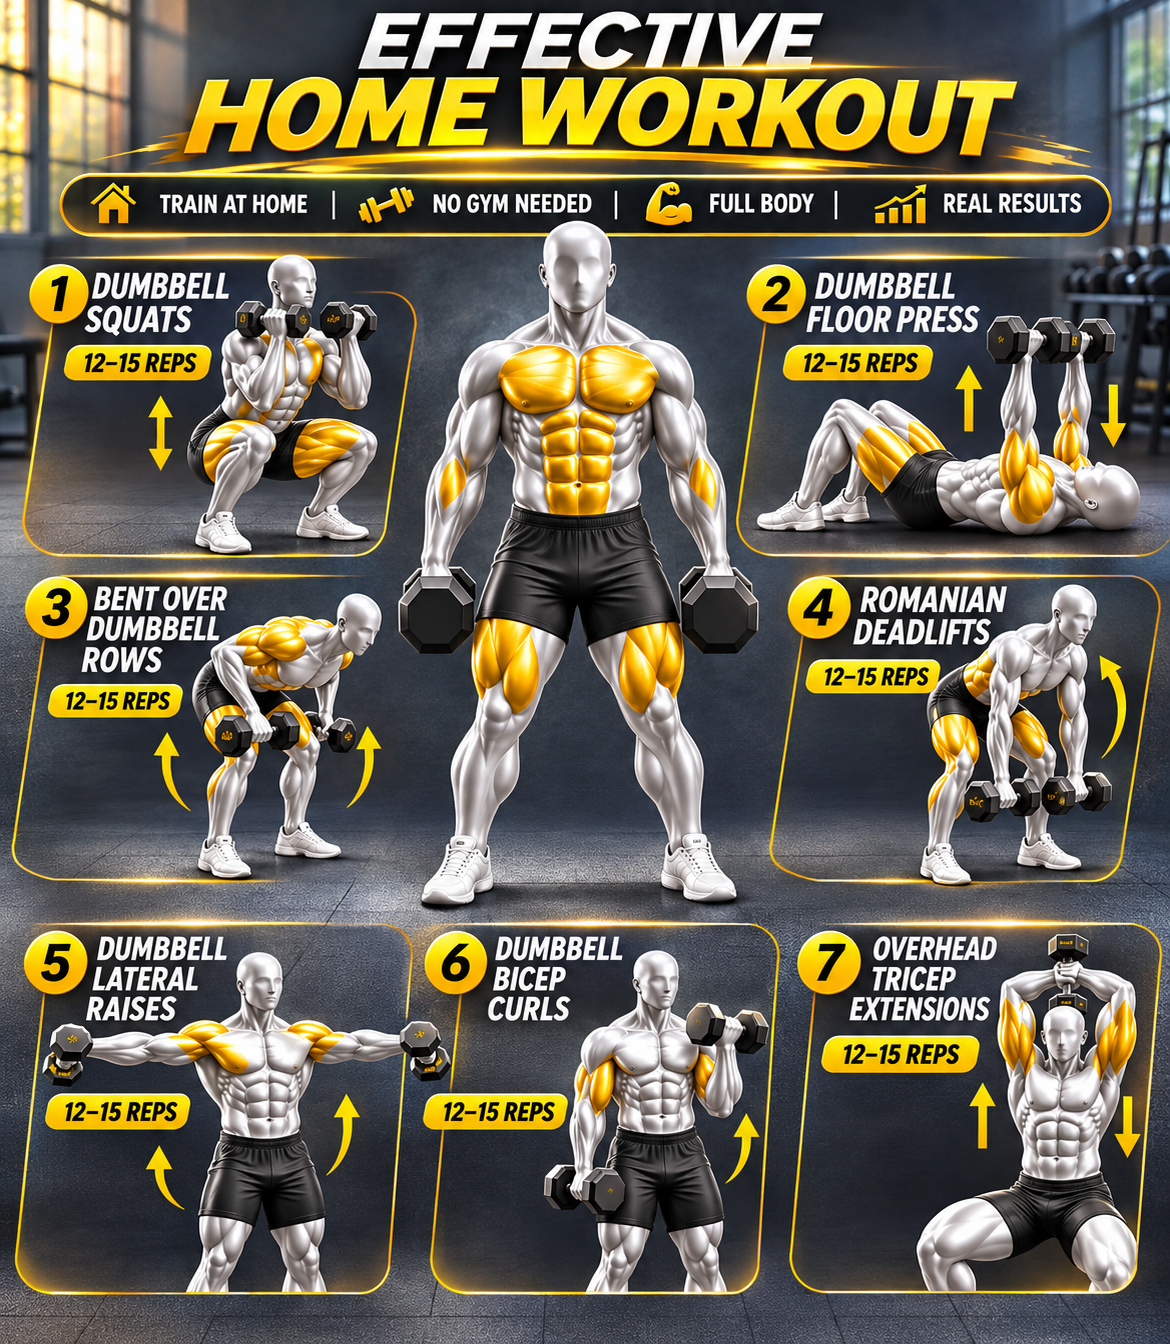 EFFECTIVE
HOME WORKOUT
TRAIN AT HOME | NO GYM NEEDED | FULL BODY | REAL RESULTS
1 DUMBBELL
SQUATS
12–15 REPS
2 DUMBBELL
FLOOR PRESS
12–15 REPS
3 BENT OVER
DUMBBELL
ROWS
12–15 REPS
4 ROMANIAN
DEADLIFTS
12–15 REPS
5 DUMBBELL
LATERAL
RAISES
12–15 REPS
6 DUMBBELL
BICEP
CURLS
12–15 REPS
7 OVERHEAD
TRICEP
EXTENSIONS
12–15 REPS